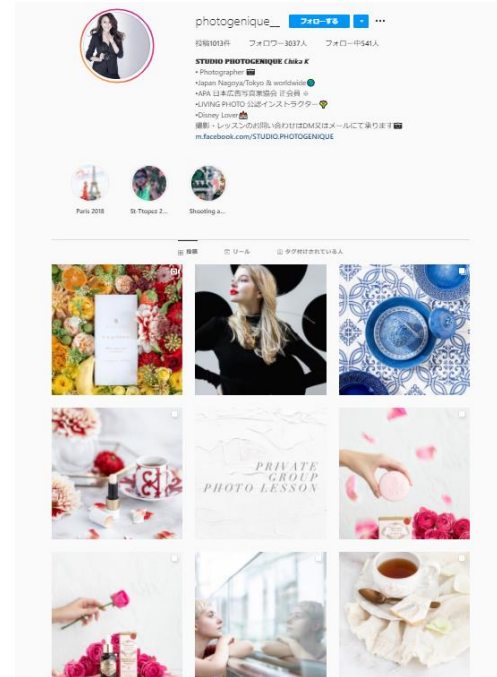 photogenique__ フォローする
投稿1013件 フォロワー3037人 フォロー中541人
STUDIO PHOTOGENIQUE Chika K
• Photographer 📷
•Japan Nagoya/Tokyo & worldwide🌏
•APA 日本広告写真家協会 正会員
•LIVING PHOTO 公認インストラクター
•Disney Lover🏰
撮影・レッスンのお問い合わせはDM又はメールにて承ります📷
m.facebook.com/STUDIO.PHOTOGENIQUE
Paris 2016 St-Ttopez 2... Shooting a...
投稿 リール タグ付けされている人
PRIVATE
GROUP
PHOTO LESSON